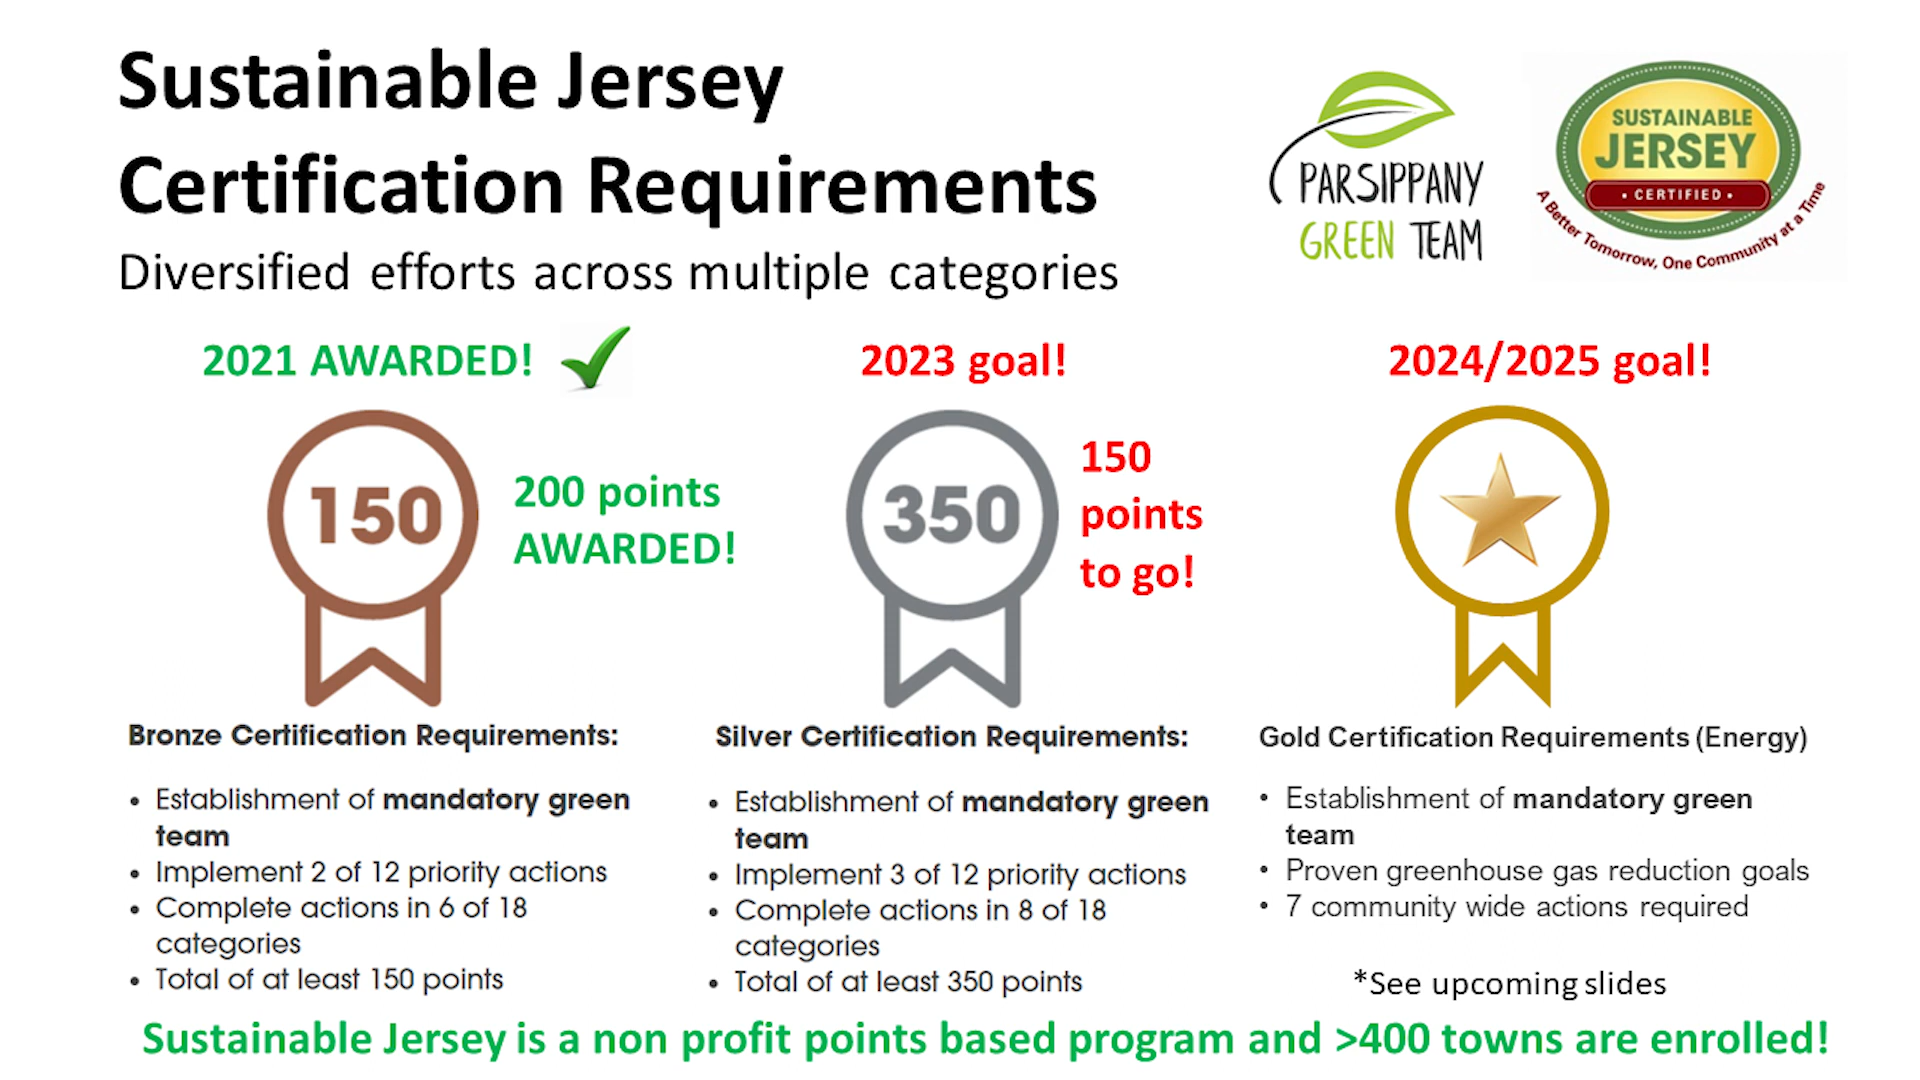 Sustainable Jersey
Certification Requirements
Diversified efforts across multiple categories
PARSIPPANY
GREEN TEAM
SUSTAINABLE
JERSEY
• CERTIFIED •
A Better Tomorrow, One Community at a Time
2021 AWARDED!
150
200 points
AWARDED!
Bronze Certification Requirements:
• Establishment of mandatory green
team
• Implement 2 of 12 priority actions
• Complete actions in 6 of 18
categories
• Total of at least 150 points
2023 goal!
350
150
points
to go!
Silver Certification Requirements:
• Establishment of mandatory green
team
• Implement 3 of 12 priority actions
• Complete actions in 8 of 18
categories
• Total of at least 350 points
2024/2025 goal!
Gold Certification Requirements (Energy)
• Establishment of mandatory green
team
• Proven greenhouse gas reduction goals
• 7 community wide actions required
*See upcoming slides
Sustainable Jersey is a non profit points based program and >400 towns are enrolled!